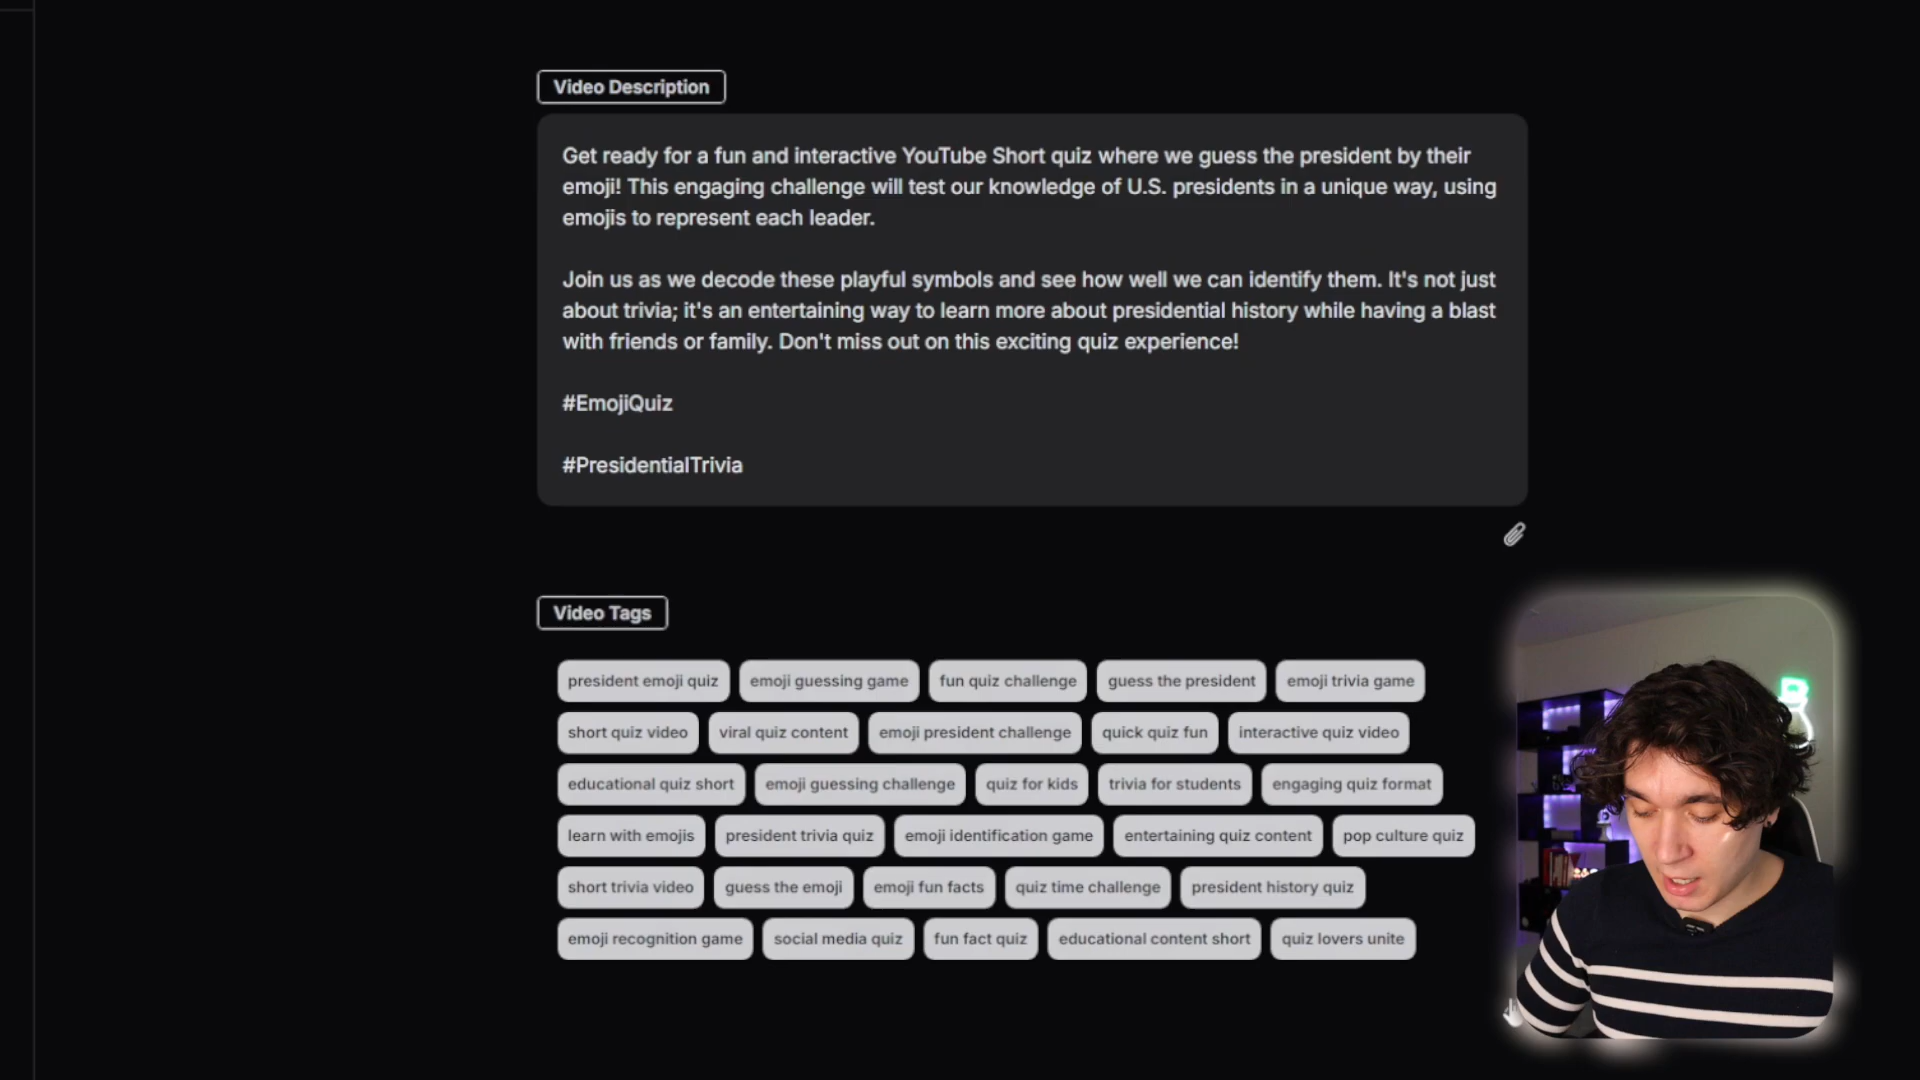 Video Description
Get ready for a fun and interactive YouTube Short quiz where we guess the president by their
emoji! This engaging challenge will test our knowledge of U.S. presidents in a unique way, using
emojis to represent each leader.
Join us as we decode these playful symbols and see how well we can identify them. It's not just
about trivia; it's an entertaining way to learn more about presidential history while having a blast
with friends or family. Don't miss out on this exciting quiz experience!
#EmojiQuiz
#PresidentialTrivia
Video Tags
president emoji quiz emoji guessing game fun quiz challenge guess the president emoji trivia game
short quiz video viral quiz content emoji president challenge quick quiz fun interactive quiz video
educational quiz short emoji guessing challenge quiz for kids trivia for students engaging quiz format
learn with emojis president trivia quiz emoji identification game entertaining quiz content pop culture quiz
short trivia video guess the emoji emoji fun facts quiz time challenge president history quiz
emoji recognition game social media quiz fun fact quiz educational content short quiz lovers unite